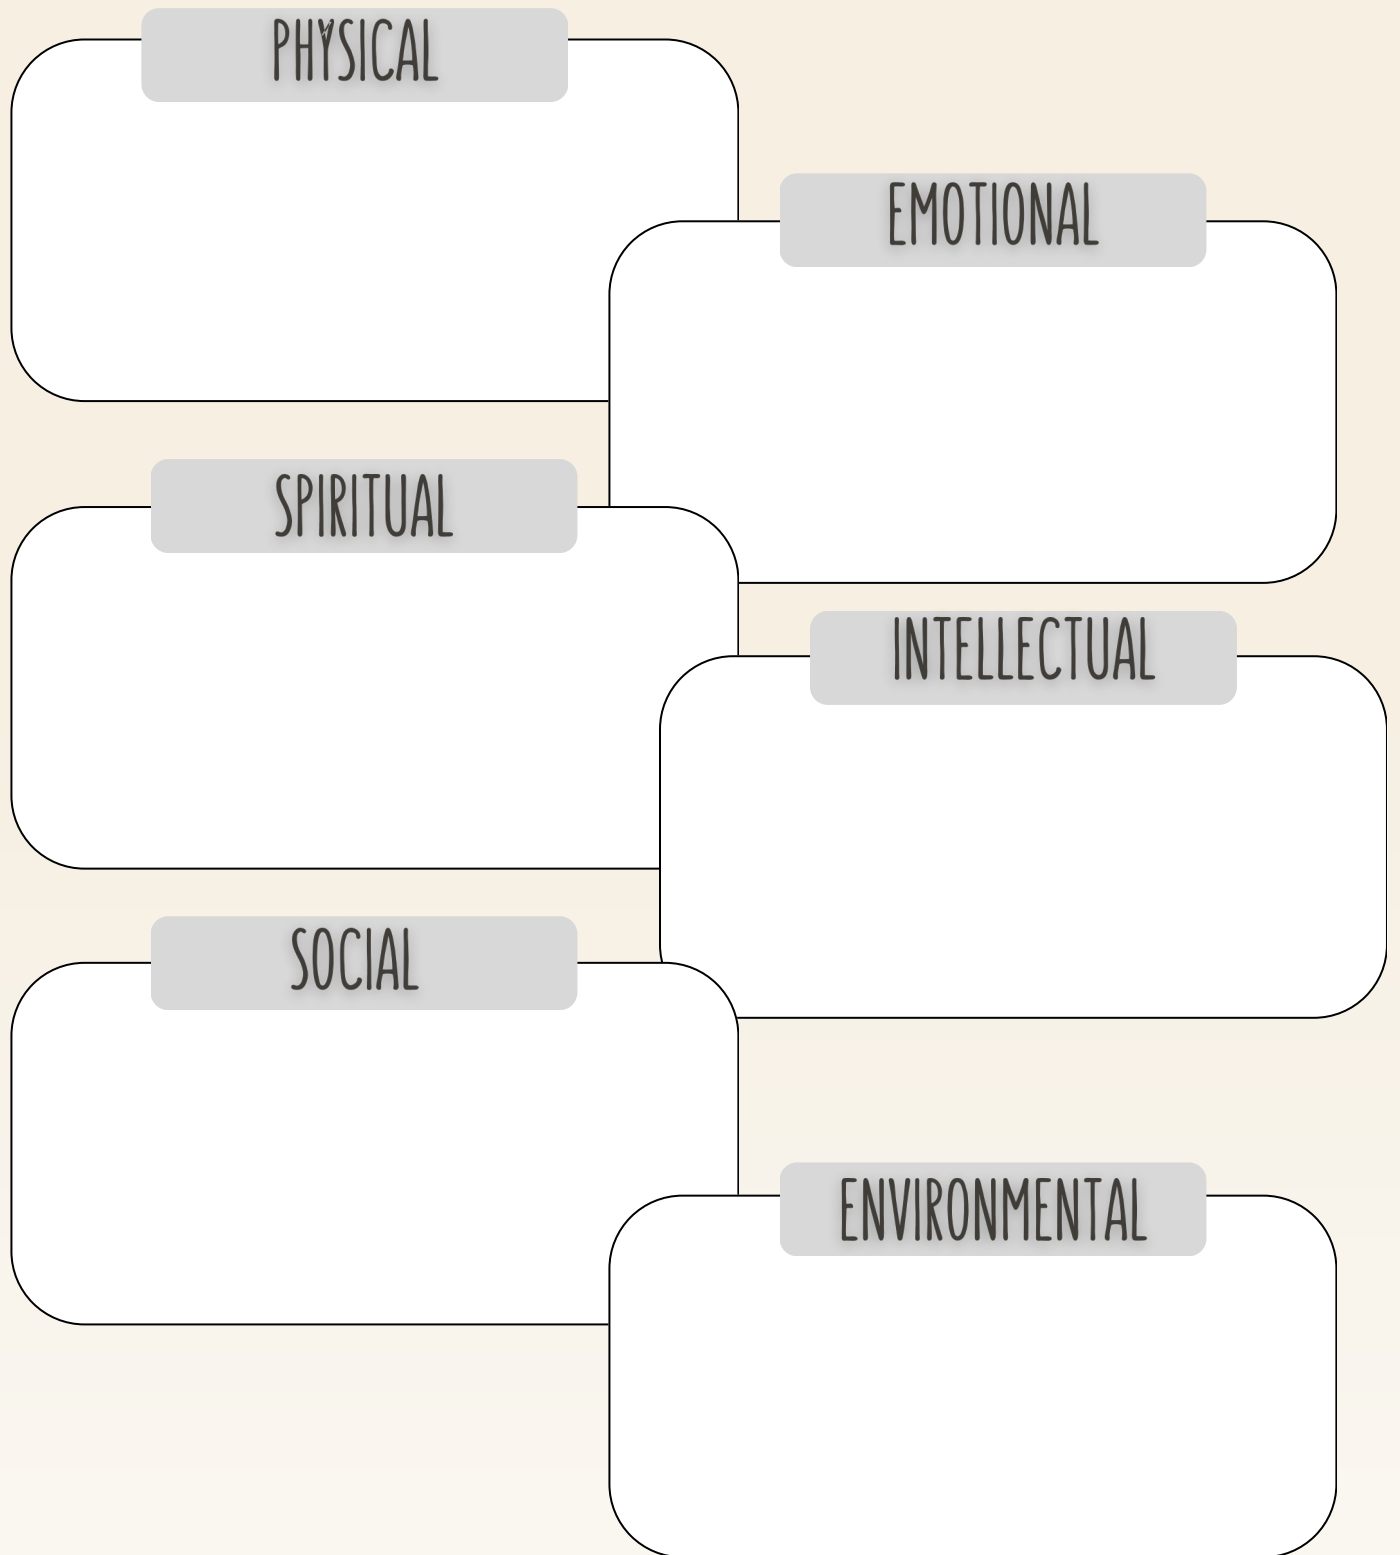 PHYSICAL
EMOTIONAL
SPIRITUAL
INTELLECTUAL
SOCIAL
ENVIRONMENTAL